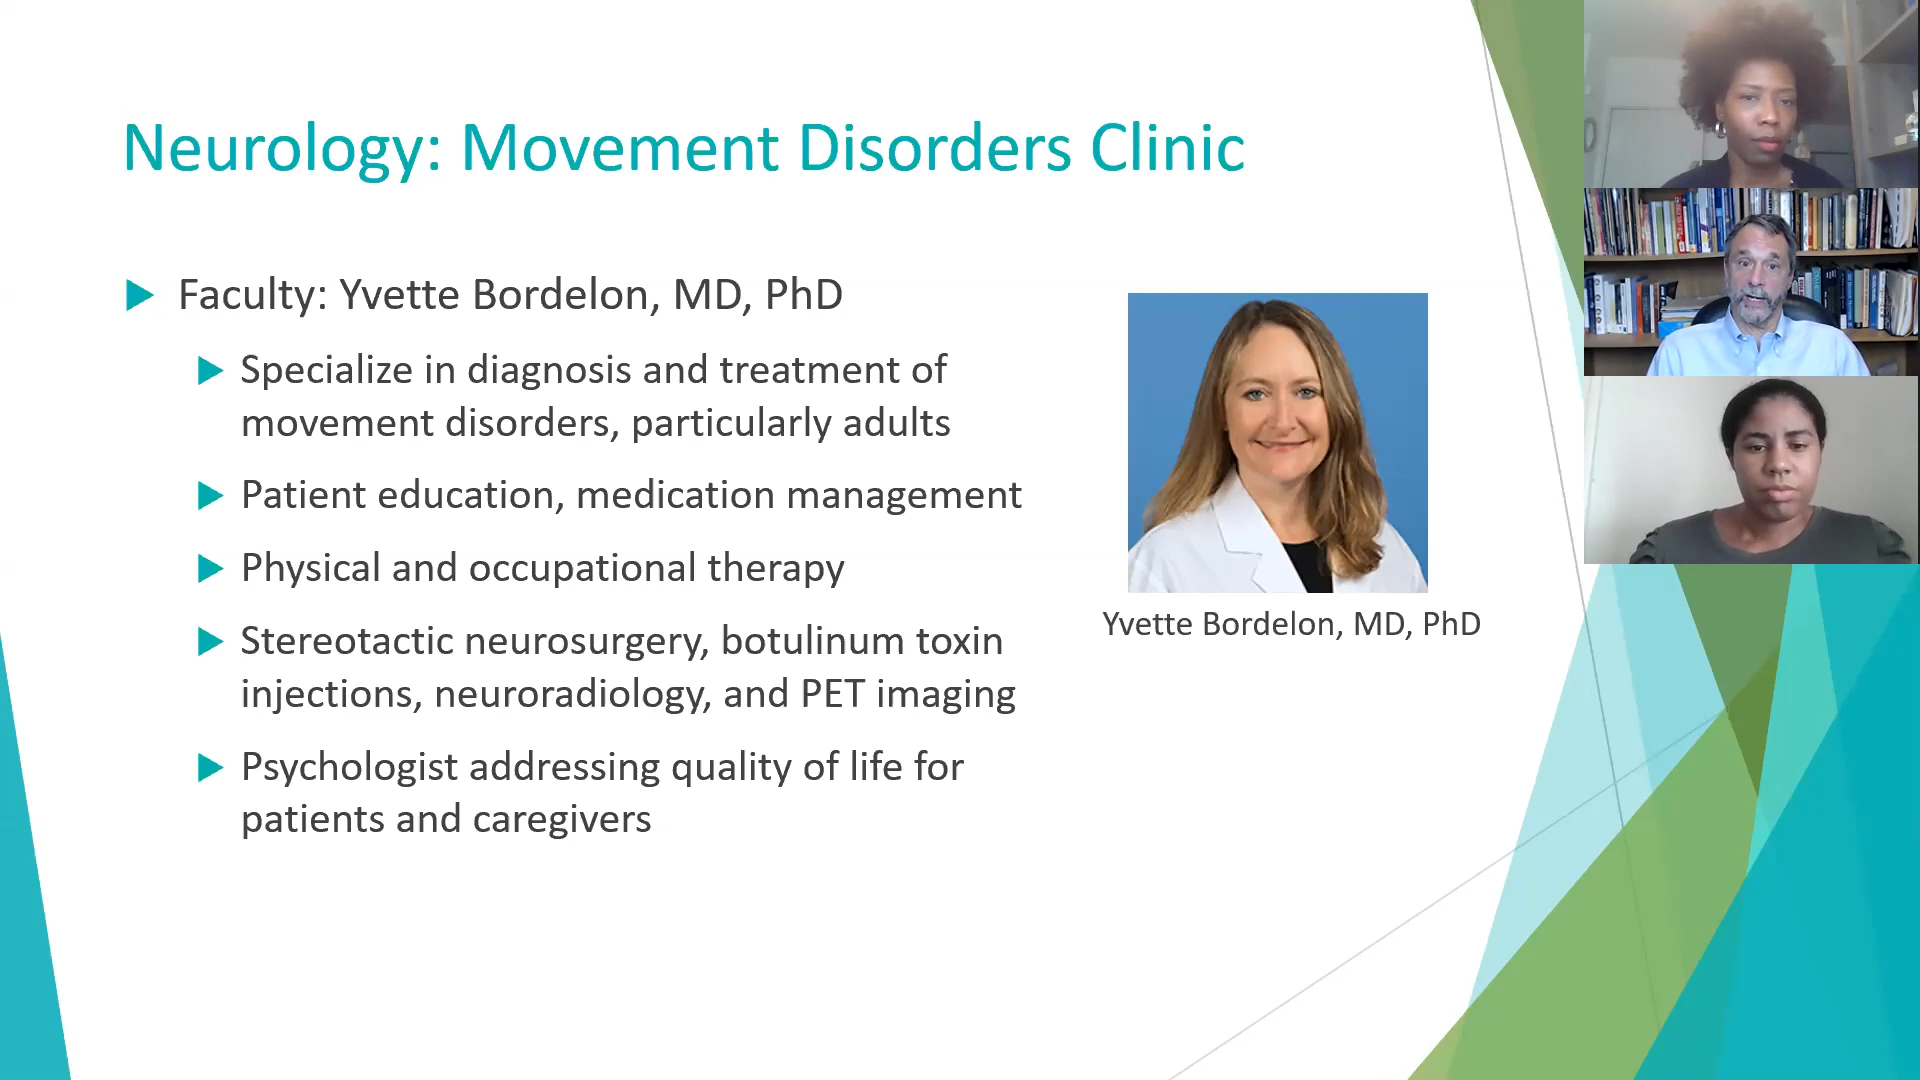 Neurology: Movement Disorders Clinic
Faculty: Yvette Bordelon, MD, PhD
Specialize in diagnosis and treatment of
movement disorders, particularly adults
Patient education, medication management
Physical and occupational therapy
Stereotactic neurosurgery, botulinum toxin
injections, neuroradiology, and PET imaging
Psychologist addressing quality of life for
patients and caregivers
Yvette Bordelon, MD, PhD